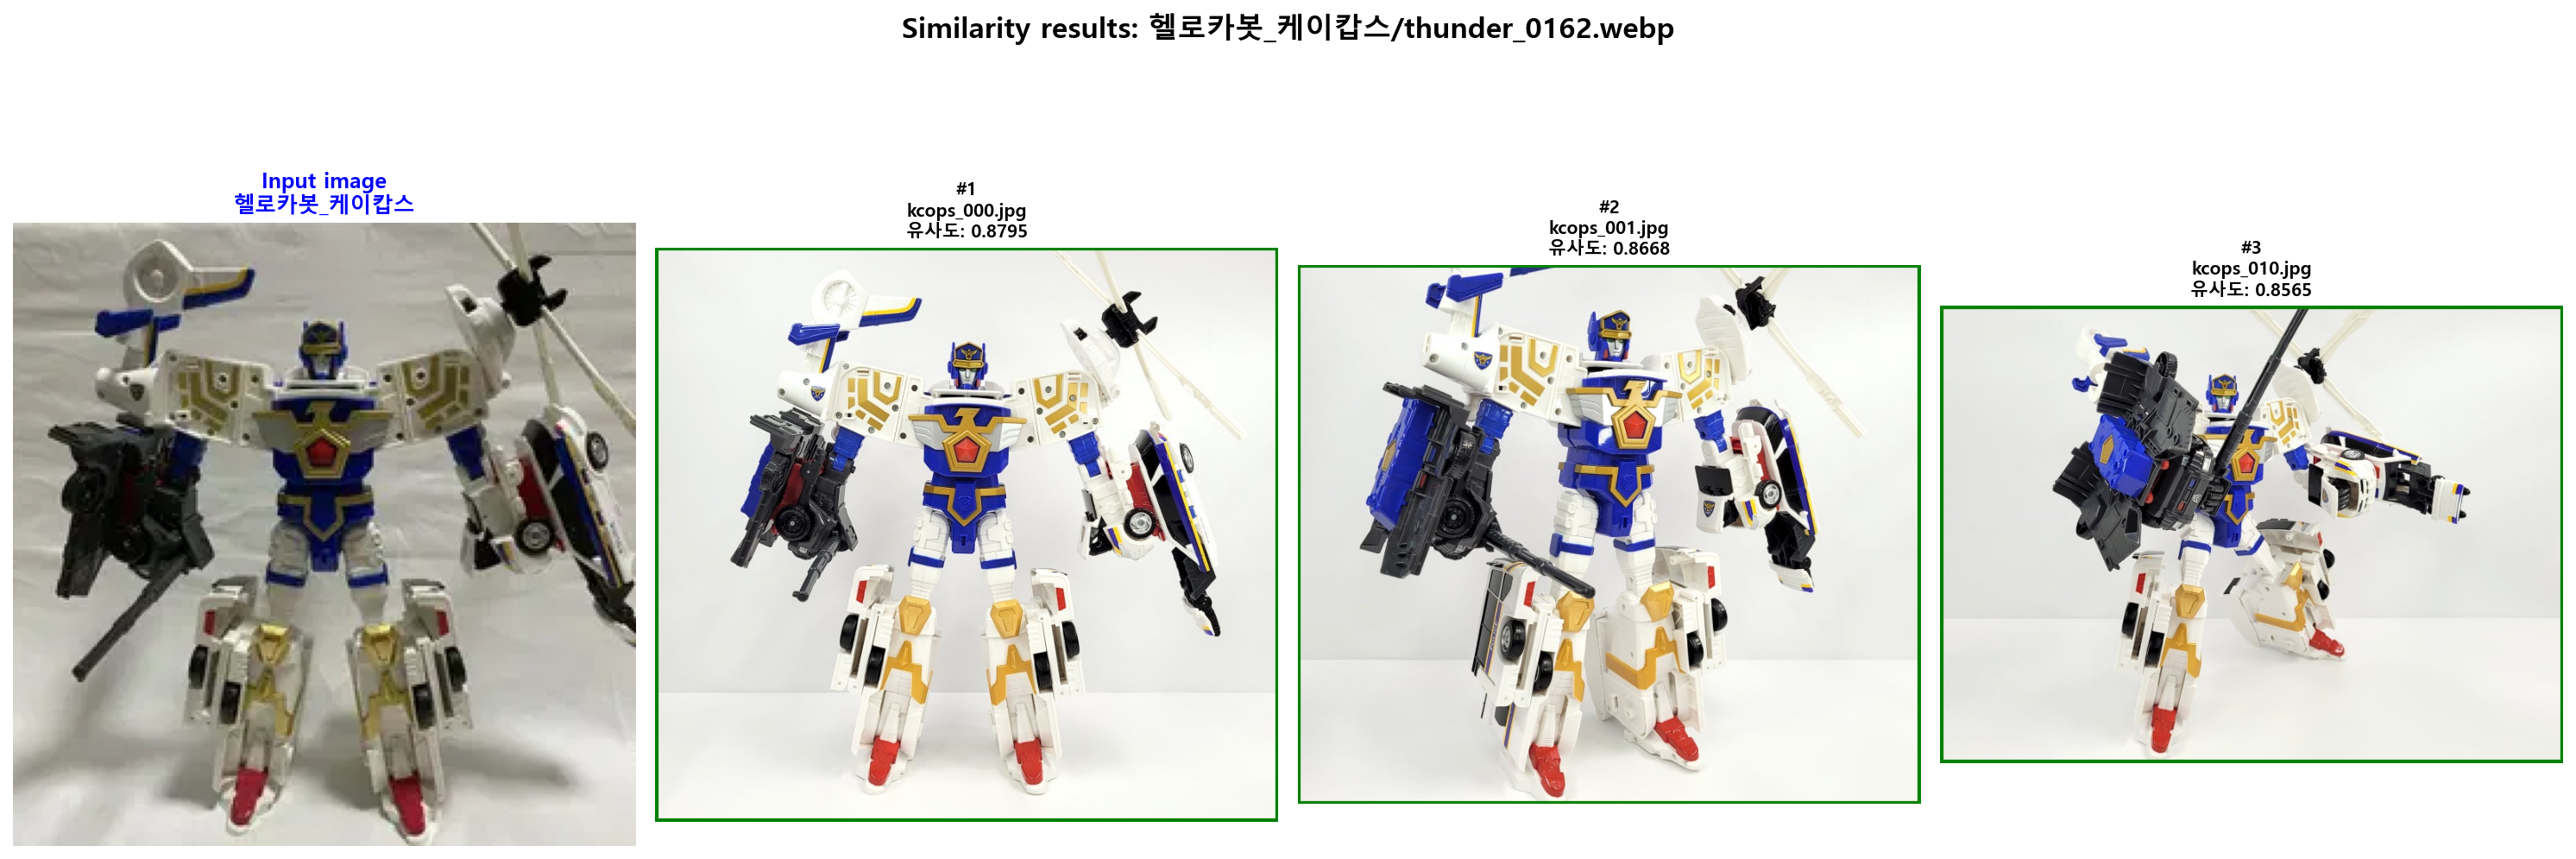 Similarity results: 헬로카봇_케이캅스/thunder_0162.webp
Input image
헬로카봇_케이캅스
#1
kcops_000.jpg
유사도: 0.8795
#2
kcops_001.jpg
유사도: 0.8668
#3
kcops_010.jpg
유사도: 0.8565